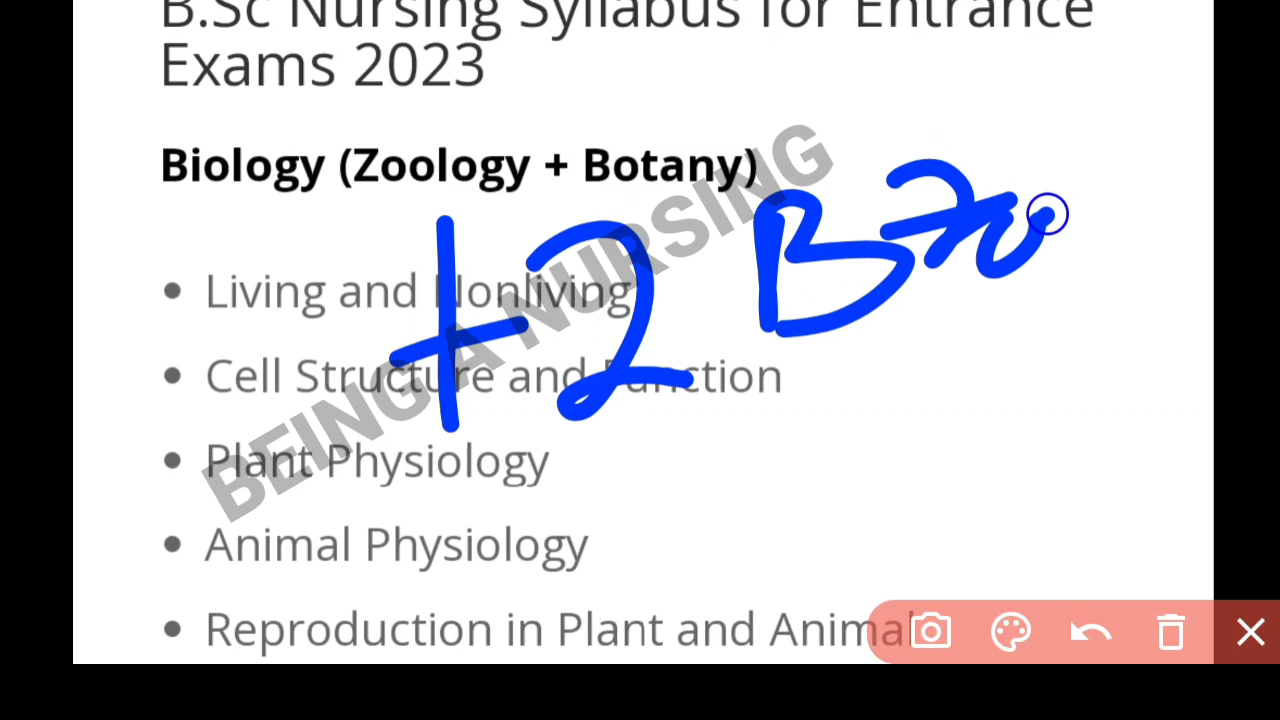 B.Sc Nursing Syllabus for Entrance
Exams 2023
Biology (Zoology + Botany)
BEING A NURSING
+2
• Living and Nonliving
• Cell Structure and Function
• Plant Physiology
• Animal Physiology
• Reproduction in Plant and Animal